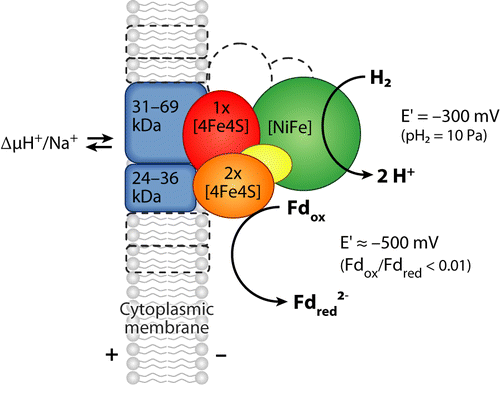 H₂
31–69
kDa
1x
[4Fe4S]
[NiFe]
E' = –300 mV
(pH₂ = 10 Pa)
ΔμH⁺/Na⁺
24–36
kDa
2x
[4Fe4S]
2 H⁺
Fdox
E' ≈ –500 mV
(Fdox/Fdred < 0.01)
Fdred²⁻
Cytoplasmic
membrane
+ –